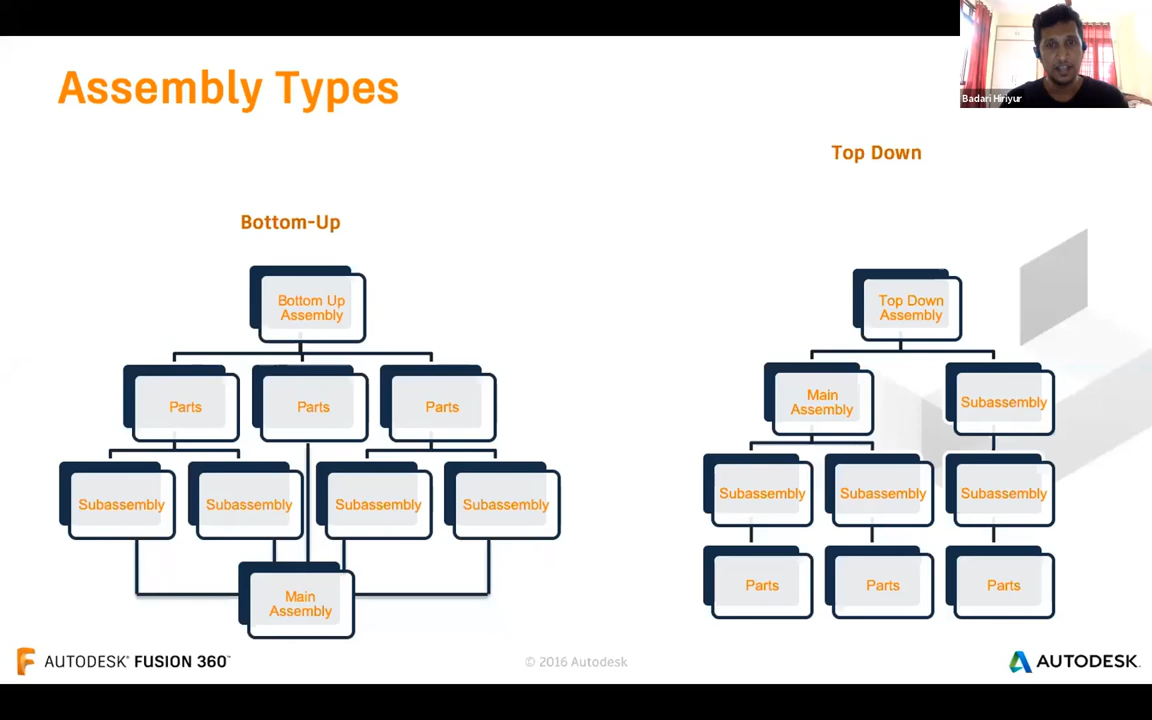 Assembly Types
Badari Hiriyur
Top Down
Bottom-Up
Bottom Up
Assembly
Parts
Parts
Parts
Subassembly
Subassembly
Subassembly
Subassembly
Main
Assembly
Top Down
Assembly
Main
Assembly
Subassembly
Subassembly
Subassembly
Subassembly
Parts
Parts
Parts
AUTODESK® FUSION 360™
© 2016 Autodesk
AUTODESK.